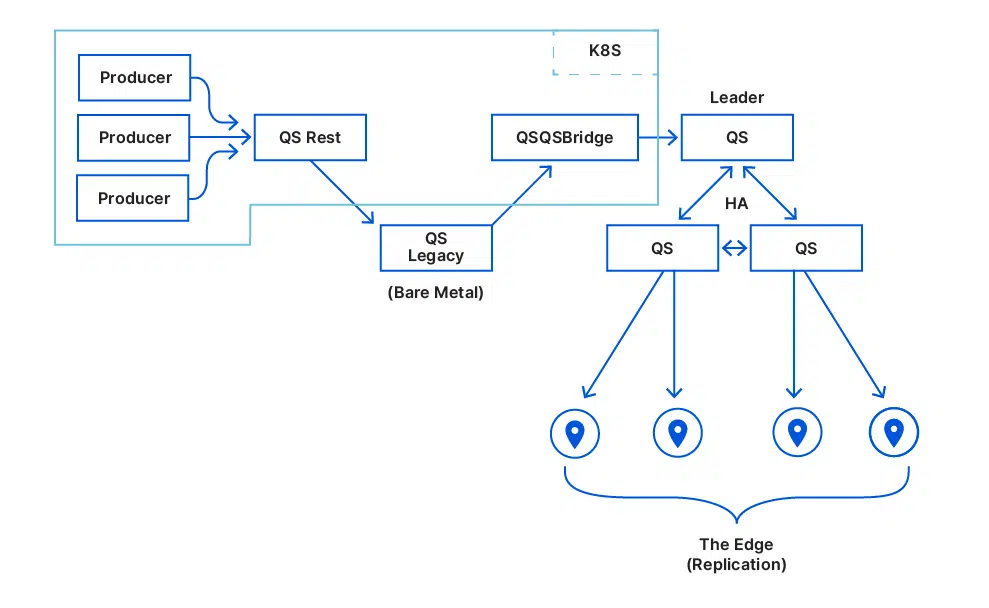 K8S
Producer
Producer
Producer
QS Rest
QSQSBridge
Leader
QS
HA
QS
Legacy
(Bare Metal)
QS
QS
The Edge
(Replication)